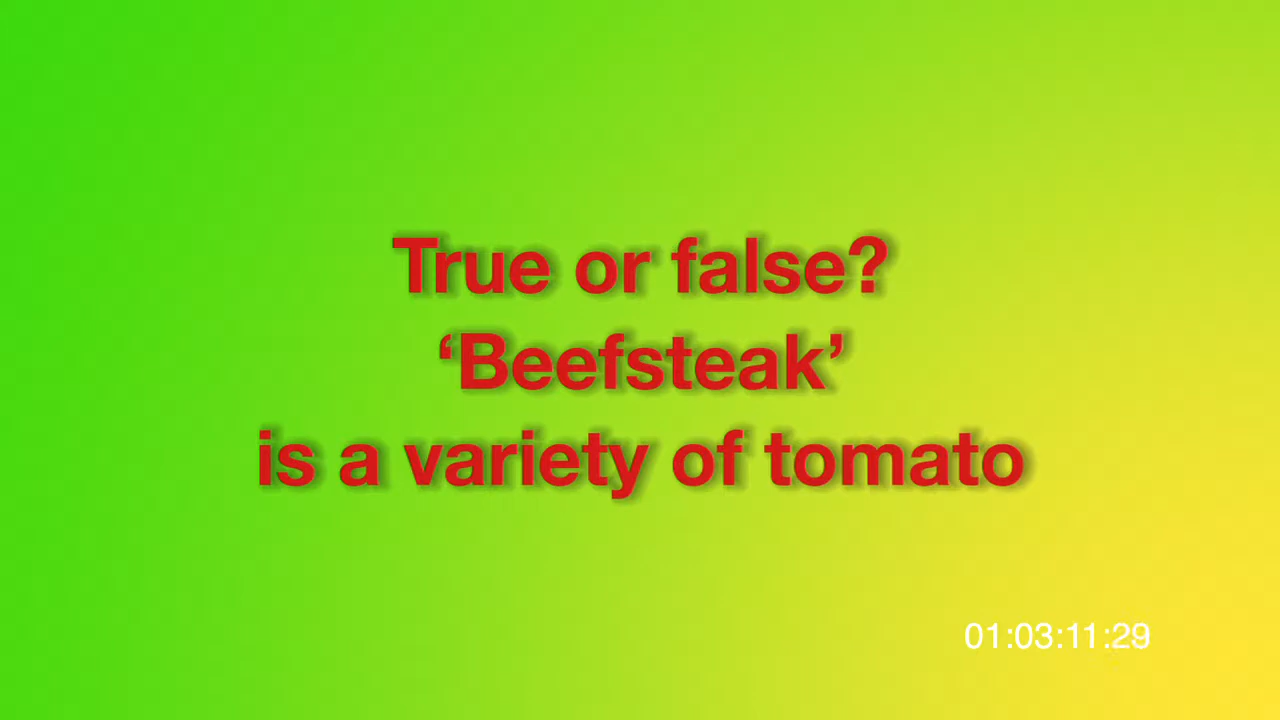 True or false?
‘Beefsteak’
is a variety of tomato
01:03:11:29